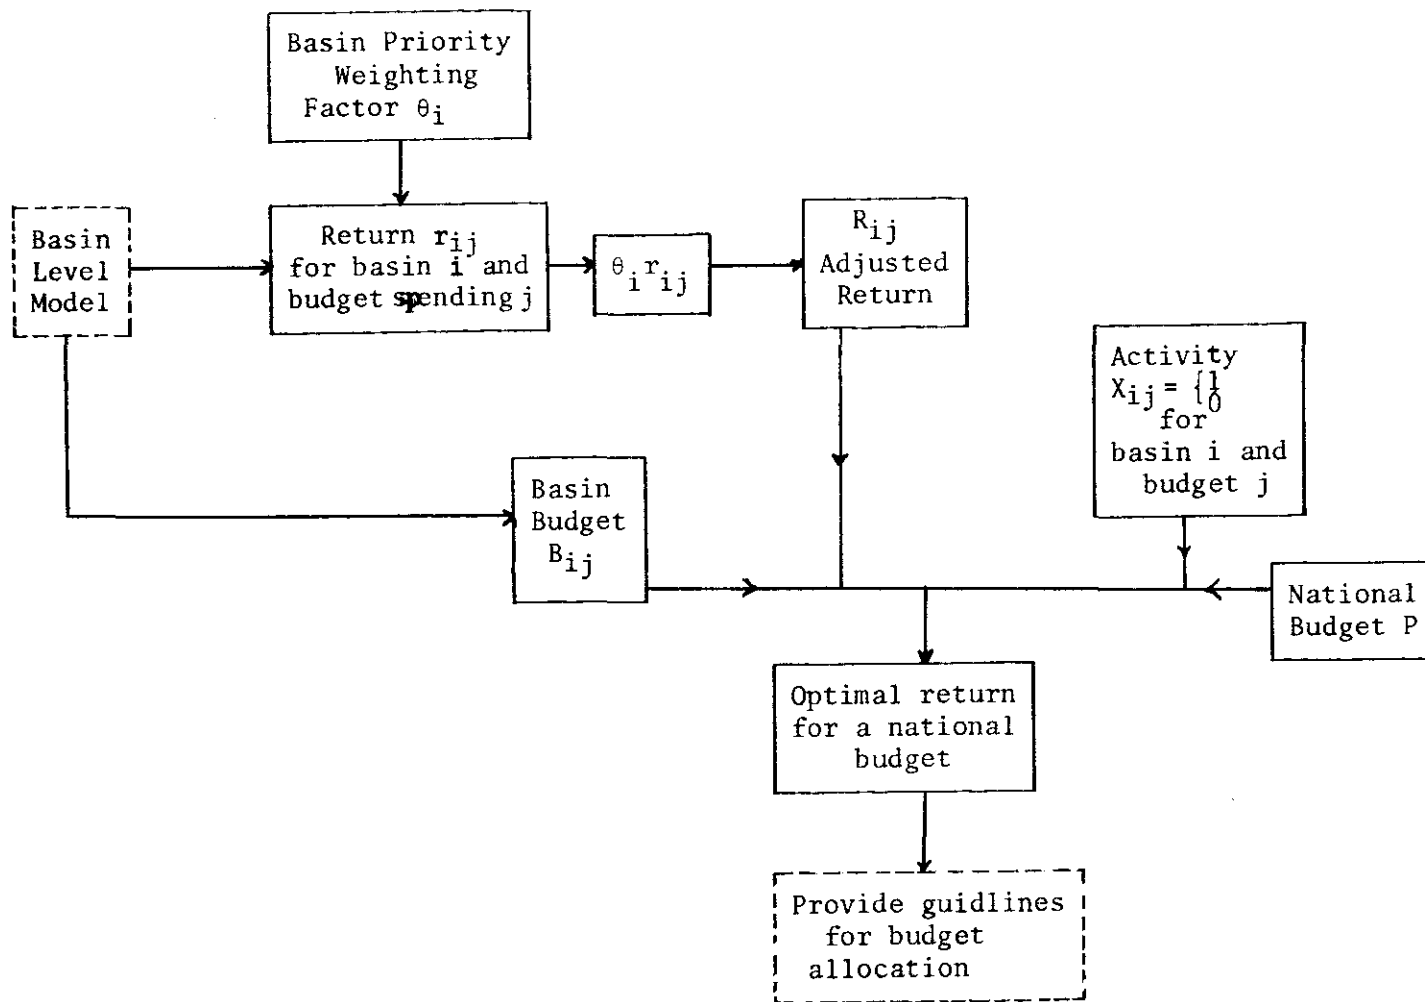 Basin Priority
Weighting
Factor θi
Basin
Level
Model
Return rij
for basin i and
budget spending j
θirij
Rij
Adjusted
Return
Activity
Xij = {1
0
for
basin i and
budget j
Basin
Budget
Bij
National
Budget P
Optimal return
for a national
budget
Provide guidlines
for budget
allocation